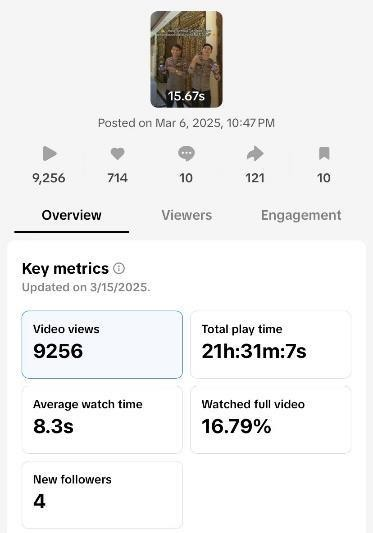 15.67s
Posted on Mar 6, 2025, 10:47 PM
9,256 714 10 121 10
Overview Viewers Engagement
Key metrics
Updated on 3/15/2025.
Video views
9256
Total play time
21h:31m:7s
Average watch time
8.3s
Watched full video
16.79%
New followers
4